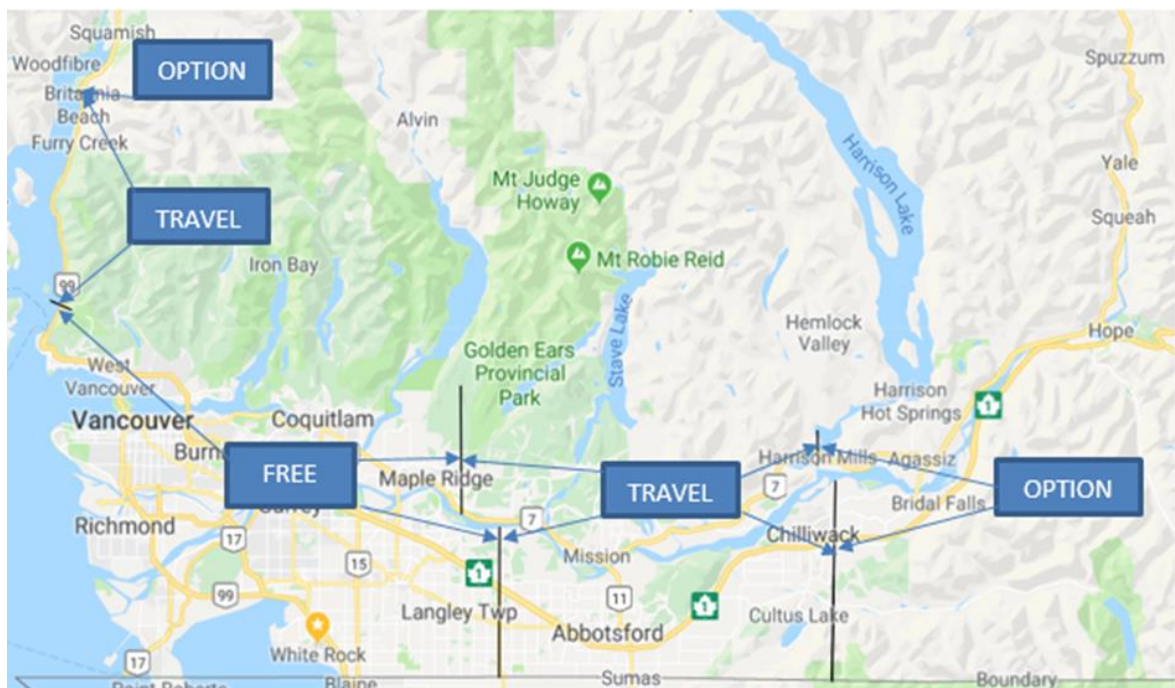 Squamish
Woodfibre
OPTION
Spuzzum
Britannia
Beach
Alvin
Furry Creek
Harrison Lake
Yale
Mt Judge
Howay
TRAVEL
Squeah
Iron Bay
Mt Robie Reid
99
Stave Lake
Hemlock
Valley
Hope
West
Vancouver
Golden Ears
Provincial
Park
Harrison
Hot Springs
1
Vancouver
Coquitlam
FREE
Maple Ridge
TRAVEL
Harrison Mills
Agassiz
7
OPTION
Bridal Falls
Richmond
7
17
Chilliwack
15
Mission
1
99
11
1
Langley Twp
Cultus Lake
Abbotsford
White Rock
17
Blaine
Sumas
Boundary